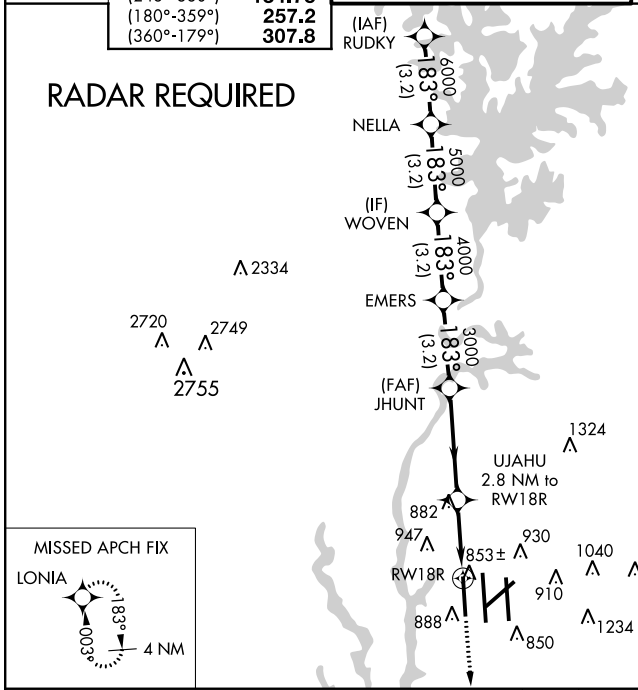 (180°-359°) 257.2
(360°-179°) 307.8
RADAR REQUIRED
(IAF)
RUDKY
6000
183°
(3.2)
NELLA
5000
183°
(3.2)
(IF)
WOVEN
4000
183°
(3.2)
EMERS
3000
183°
(3.2)
(FAF)
JHUNT
2334
2720
2749
2755
1324
UJAHU
2.8 NM to
RW18R
882
947
853±
930
1040
RW18R
910
888
850
1234
MISSED APCH FIX
LONIA
183°
003°
4 NM